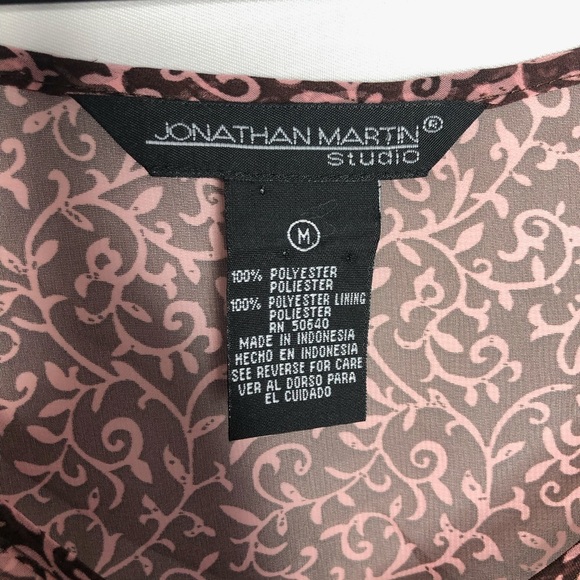 JONATHAN MARTIN®
Studio
M
100% POLYESTER
POLIESTER
100% POLYESTER LINING
POLIESTER
RN 50640
MADE IN INDONESIA
HECHO EN INDONESIA
SEE REVERSE FOR CARE
VER AL DORSO PARA
EL CUIDADO